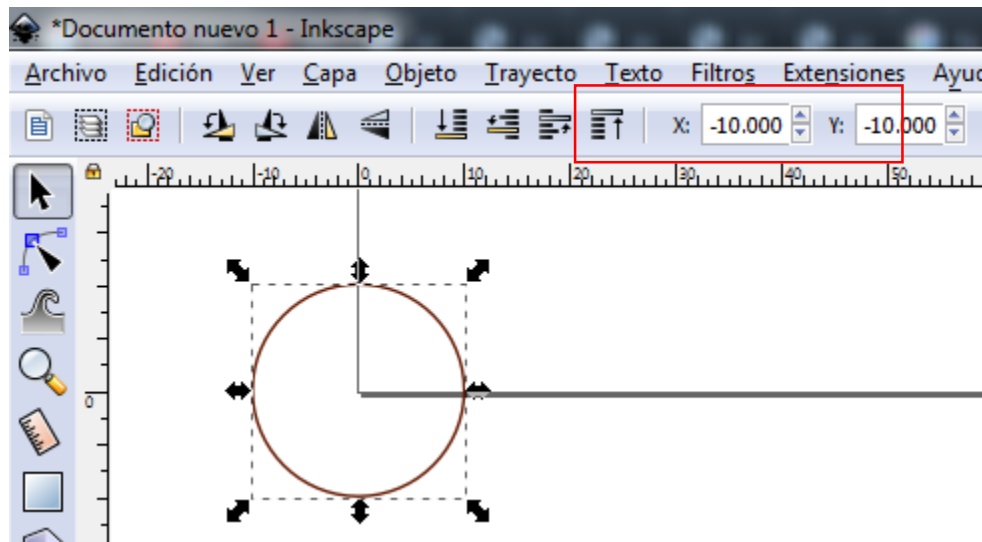 *Documento nuevo 1 - Inkscape
Archivo Edición Ver Capa Objeto Trayecto Texto Filtros Extensiones Ayud
X: -10.000 Y: -10.000
-20 -10 0 10 20 30 40 50
0